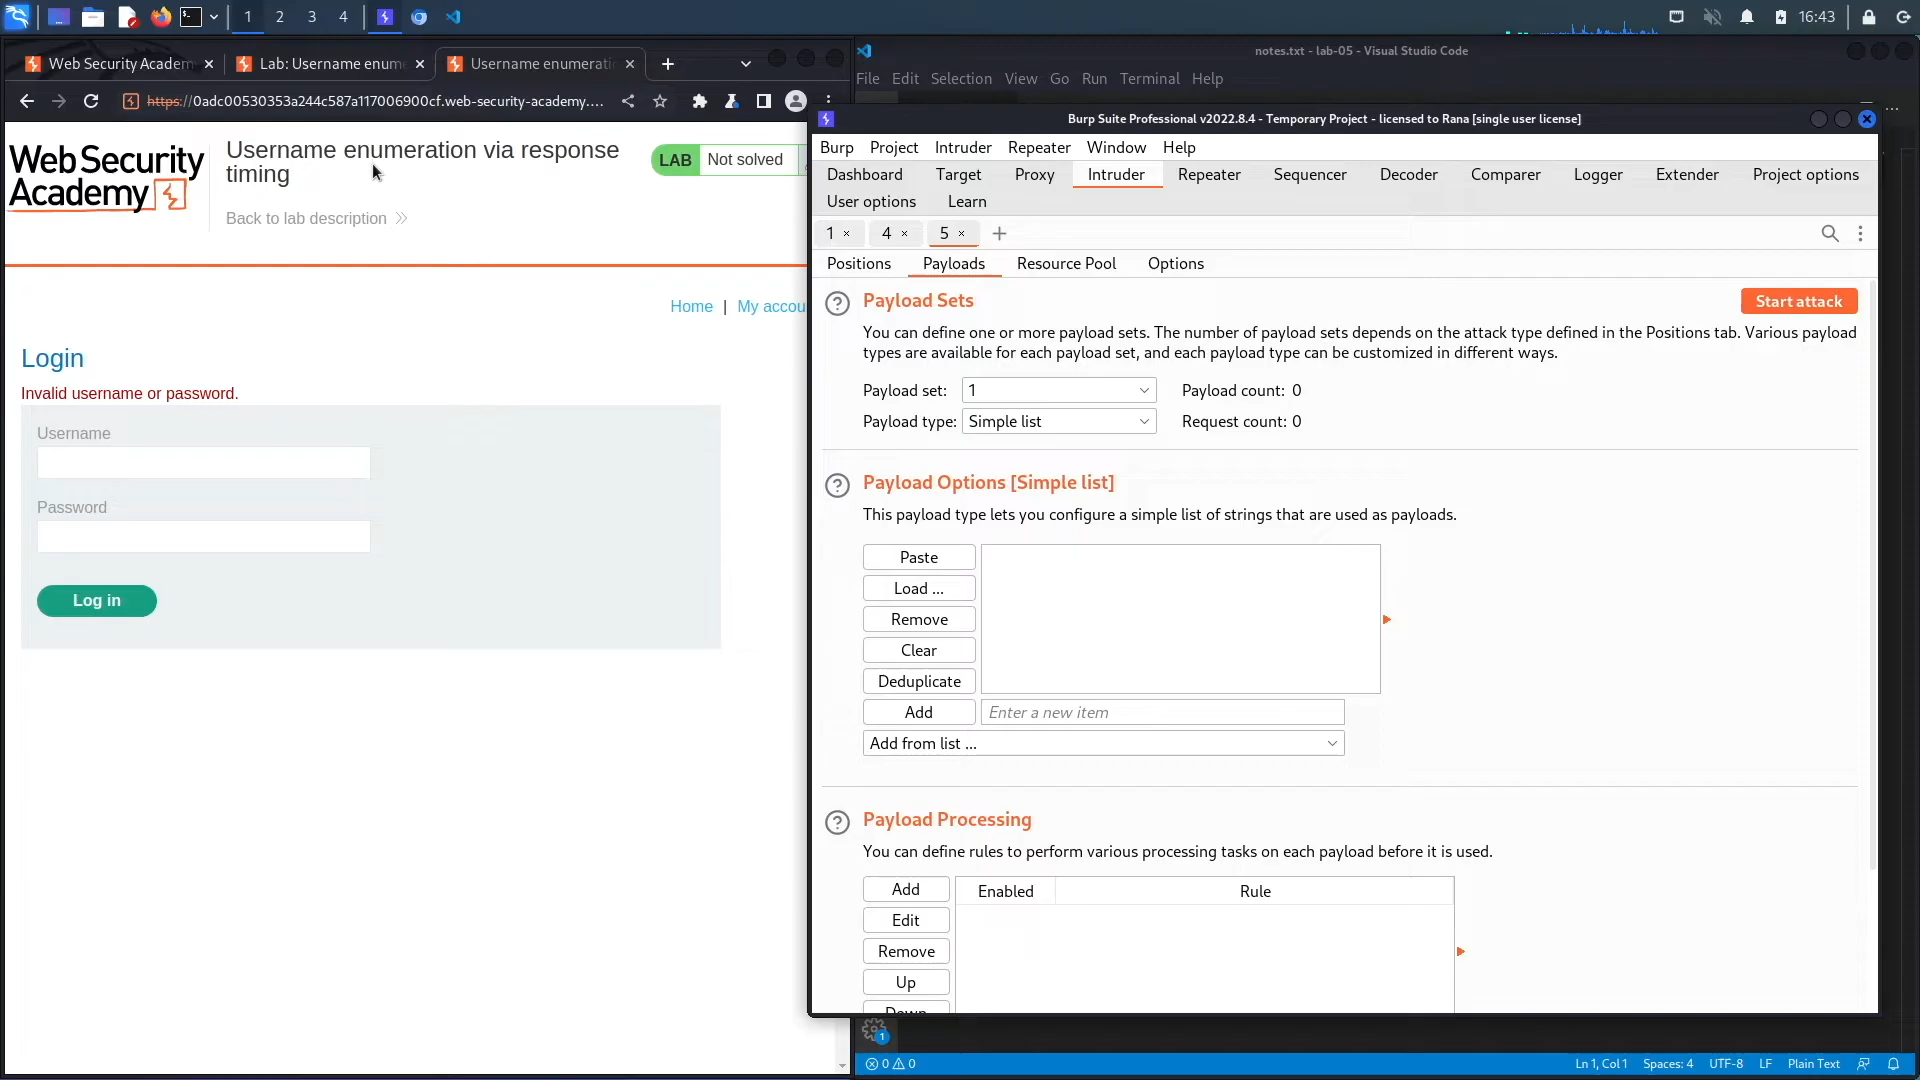 1 2 3 4
16:43
Web Security Academ
Lab: Username enume
Username enumerati
https://0adc00530353a244c587a117006900cf.web-security-academy....
WebSecurity
Academy
Username enumeration via response
timing
LAB Not solved
Back to lab description
Home | My accou
Login
Invalid username or password.
Username
Password
Log in
notes.txt - lab-05 - Visual Studio Code
File Edit Selection View Go Run Terminal Help
Burp Suite Professional v2022.8.4 - Temporary Project - licensed to Rana [single user license]
Burp Project Intruder Repeater Window Help
Dashboard Target Proxy Intruder Repeater Sequencer Decoder Comparer Logger Extender Project options
User options Learn
1 × 4 × 5 × +
Positions Payloads Resource Pool Options
Payload Sets
Start attack
You can define one or more payload sets. The number of payload sets depends on the attack type defined in the Positions tab. Various payload
types are available for each payload set, and each payload type can be customized in different ways.
Payload set: 1 Payload count: 0
Payload type: Simple list Request count: 0
Payload Options [Simple list]
This payload type lets you configure a simple list of strings that are used as payloads.
Paste
Load ...
Remove
Clear
Deduplicate
Add Enter a new item
Add from list ...
Payload Processing
You can define rules to perform various processing tasks on each payload before it is used.
Add Enabled Rule
Edit
Remove
Up
Down
1
0 0 Ln 1, Col 1 Spaces: 4 UTF-8 LF Plain Text